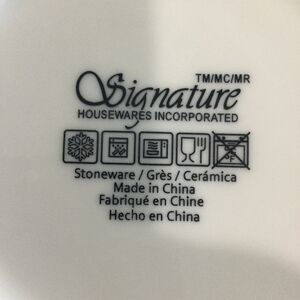 TM/MC/MR
Signature
HOUSEWARES INCORPORATED
Stoneware / Grès / Cerámica
Made in China
Fabriqué en Chine
Hecho en China